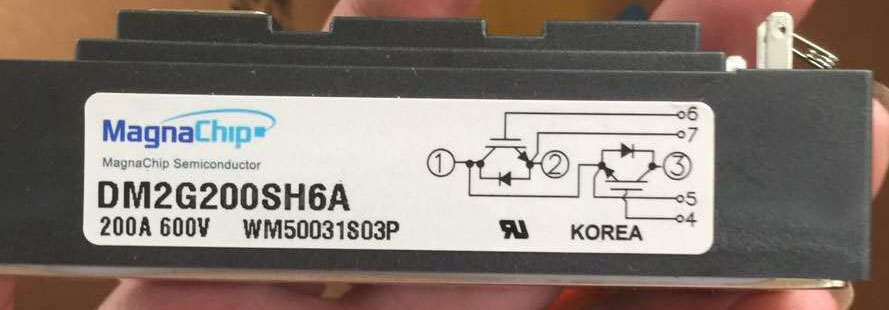 MagnaChip
MagnaChip Semiconductor
DM2G200SH6A
200A 600V WM50031S03P
6
7
1
2
3
5
4
KOREA